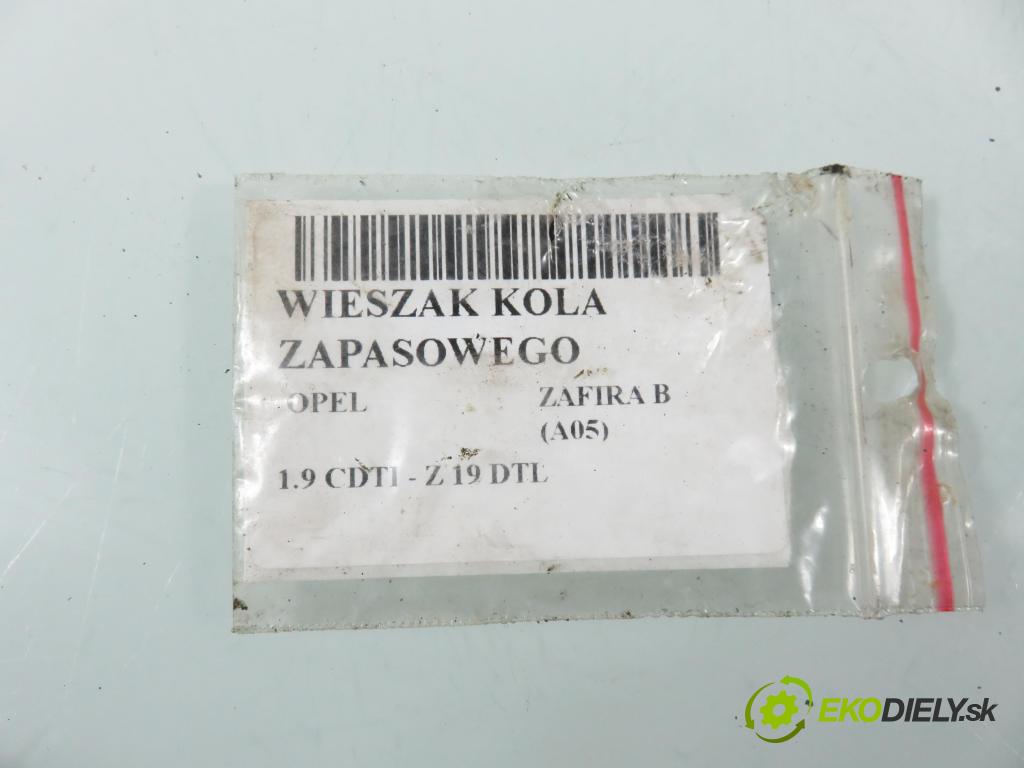 WIESZAK KOLA
ZAPASOWEGO
OPEL ZAFIRA B
(A05)
1.9 CDTI - Z 19 DTL
EKODIELY.sk